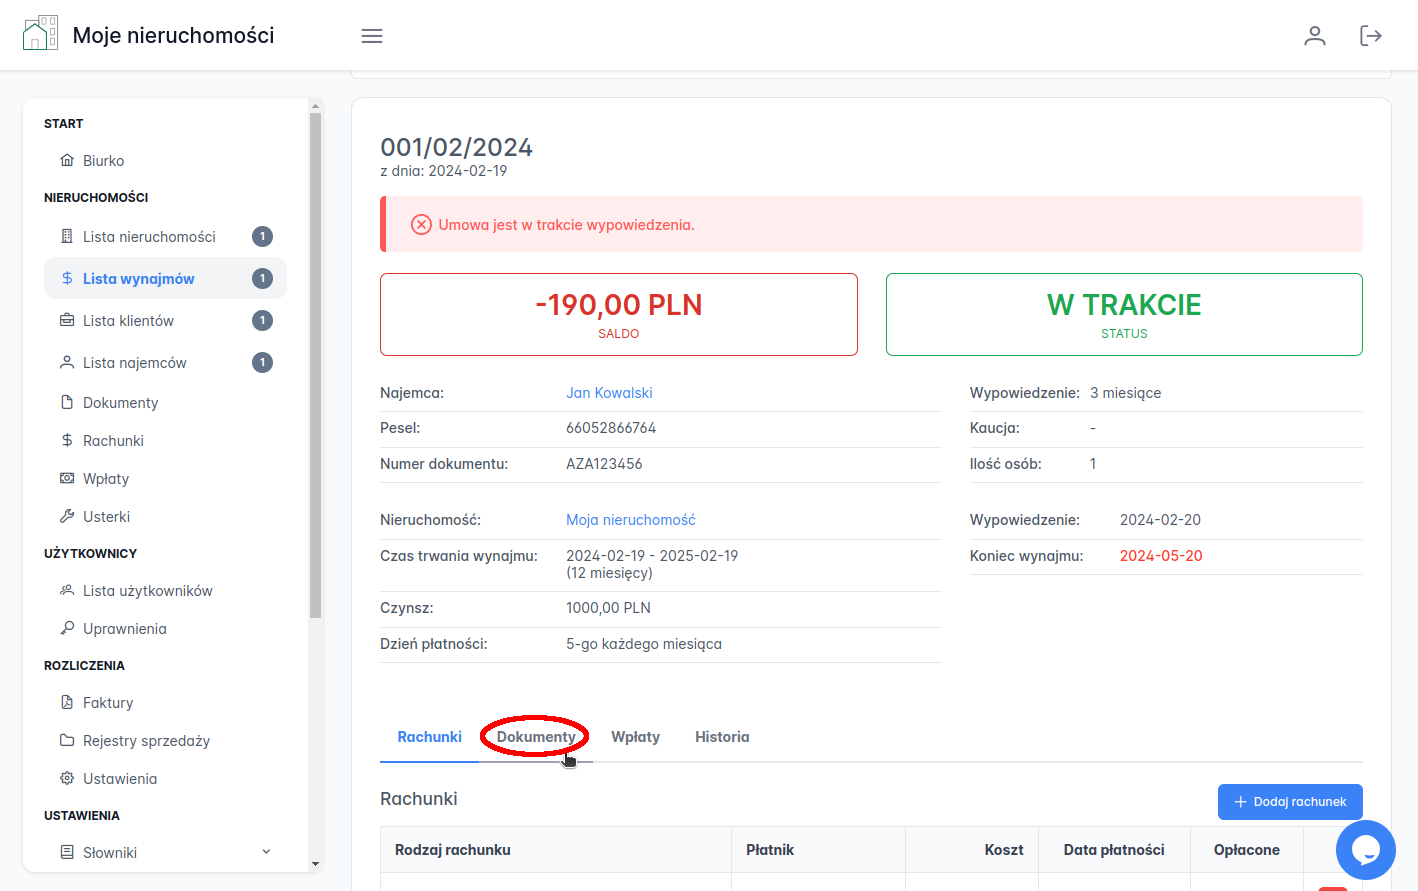 Moje nieruchomości
START
Biurko
NIERUCHOMOŚCI
Lista nieruchomości 1
Lista wynajmów 1
Lista klientów 1
Lista najemców 1
Dokumenty
Rachunki
Wpłaty
Usterki
UŻYTKOWNICY
Lista użytkowników
Uprawnienia
ROZLICZENIA
Faktury
Rejestry sprzedaży
Ustawienia
USTAWIENIA
Słowniki
001/02/2024
z dnia: 2024-02-19
Umowa jest w trakcie wypowiedzenia.
-190,00 PLN
SALDO
W TRAKCIE
STATUS
Najemca: Jan Kowalski
Pesel: 66052866764
Numer dokumentu: AZA123456
Wypowiedzenie: 3 miesiące
Kaucja: -
Ilość osób: 1
Nieruchomość: Moja nieruchomość
Czas trwania wynajmu: 2024-02-19 - 2025-02-19
(12 miesięcy)
Czynsz: 1000,00 PLN
Dzień płatności: 5-go każdego miesiąca
Wypowiedzenie: 2024-02-20
Koniec wynajmu: 2024-05-20
Rachunki Dokumenty Wpłaty Historia
Rachunki
Dodaj rachunek
Rodzaj rachunku Płatnik Koszt Data płatności Opłacone